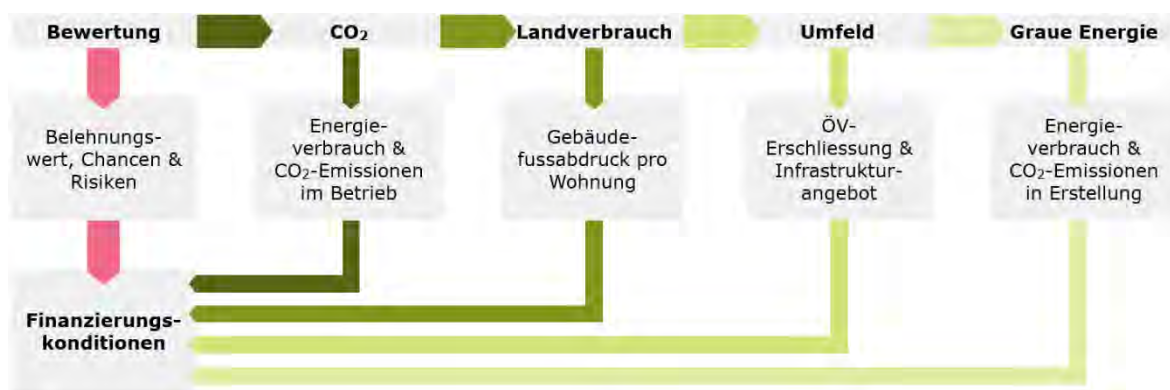 Bewertung
CO₂
Landverbrauch
Umfeld
Graue Energie
Belehnungs-
wert, Chancen &
Risiken
Energie-
verbrauch &
CO₂-Emissionen
im Betrieb
Gebäude-
fussabdruck pro
Wohnung
ÖV-
Erschliessung &
Infrastruktur-
angebot
Energie-
verbrauch &
CO₂-Emissionen
in Erstellung
Finanzierungs-
konditionen